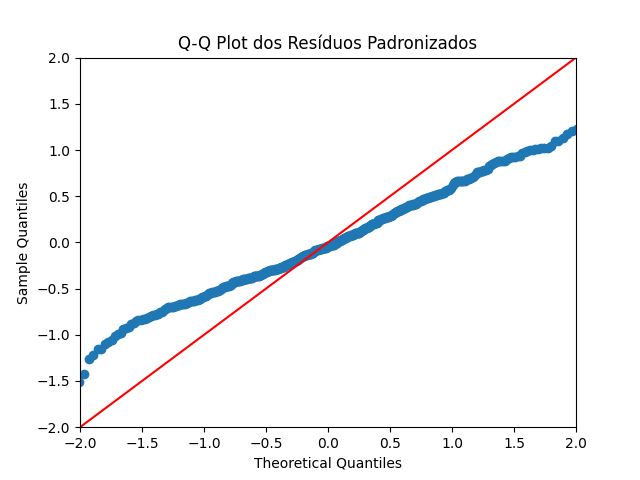 Q-Q Plot dos Resíduos Padronizados
2.0
1.5
1.0
0.5
0.0
−0.5
−1.0
−1.5
−2.0
Sample Quantiles
−2.0 −1.5 −1.0 −0.5 0.0 0.5 1.0 1.5 2.0
Theoretical Quantiles